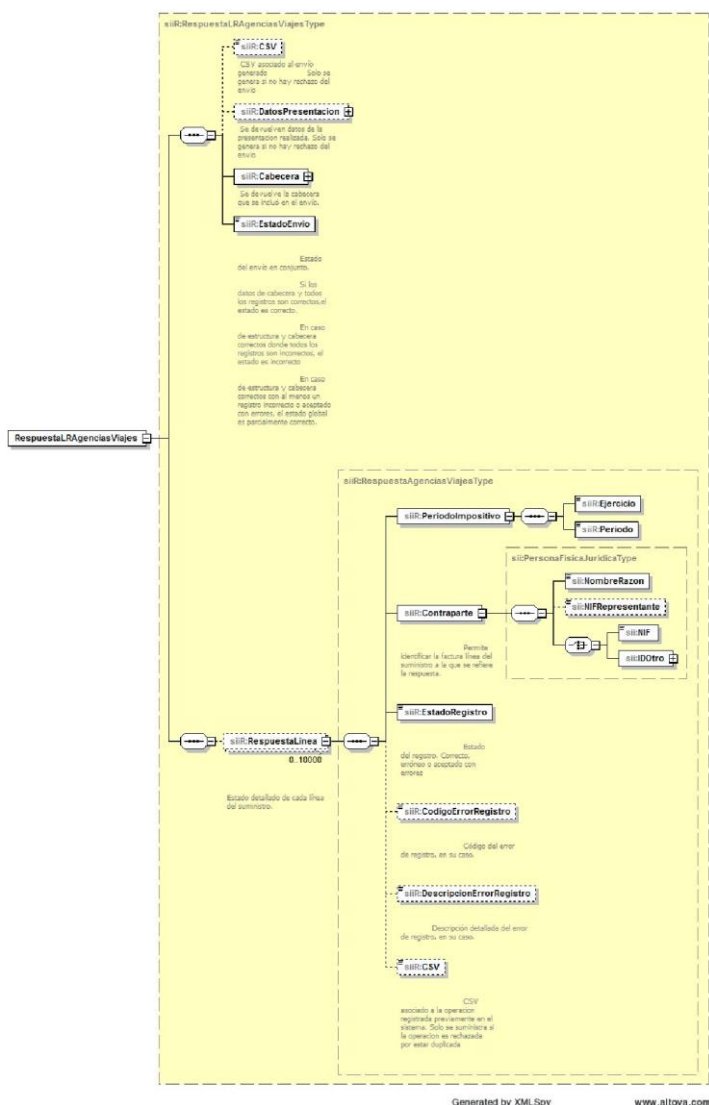 siiR:RespuestaLRAgenciasViajesType
siiR:CSV
CSV asociado al envío
generado Solo se
genera si no hay rechazo del
envio
siiR:DatosPresentacion
Se devuelven datos de la
presentacion realizada. Solo se
genera si no hay rechazo del
envio
siiR:Cabecera
Se devuelve la cabecera
que se incluó en el envío.
siiR:EstadoEnvio
Estado
del envío en conjunto.
Si los
datos de cabecera y todos
los registros son correctos,el
estado es correcto.
En caso
de estructura y cabecera
correctos donde todos los
registros son incorrectos, el
estado es incorrecto
En caso
de estructura y cabecera
correctos con al menos un
registro incorrecto o aceptado
con errores, el estado global
es parcialmente correcto.
RespuestaLRAgenciasViajes
siiR:RespuestaAgenciasViajesType
siiR:PeriodoImpositivo
siiR:Ejercicio
siiR:Periodo
sii:PersonaFisicaJuridicaType
siiR:Contraparte
sii:NombreRazon
sii:NIFRepresentante
sii:NIF
sii:IDOtro
Permite
identificar la factura línea del
suministro a la que se refiere
la respuesta.
siiR:EstadoRegistro
Estado
del registro. Correcto,
erróneo o aceptado con
errores
siiR:RespuestaLinea
0..10000
Estado detallado de cada línea
del suministro.
siiR:CodigoErrorRegistro
Código del error
de registro, en su caso.
siiR:DescripcionErrorRegistro
Descripción detallada del error
de registro, en su caso.
siiR:CSV
CSV
asociado a la operacion
registrada previamente en el
sistema. Solo se suministra si
la operacion es rechazada
por estar duplicada
Generated by XMLSpy www.altova.com